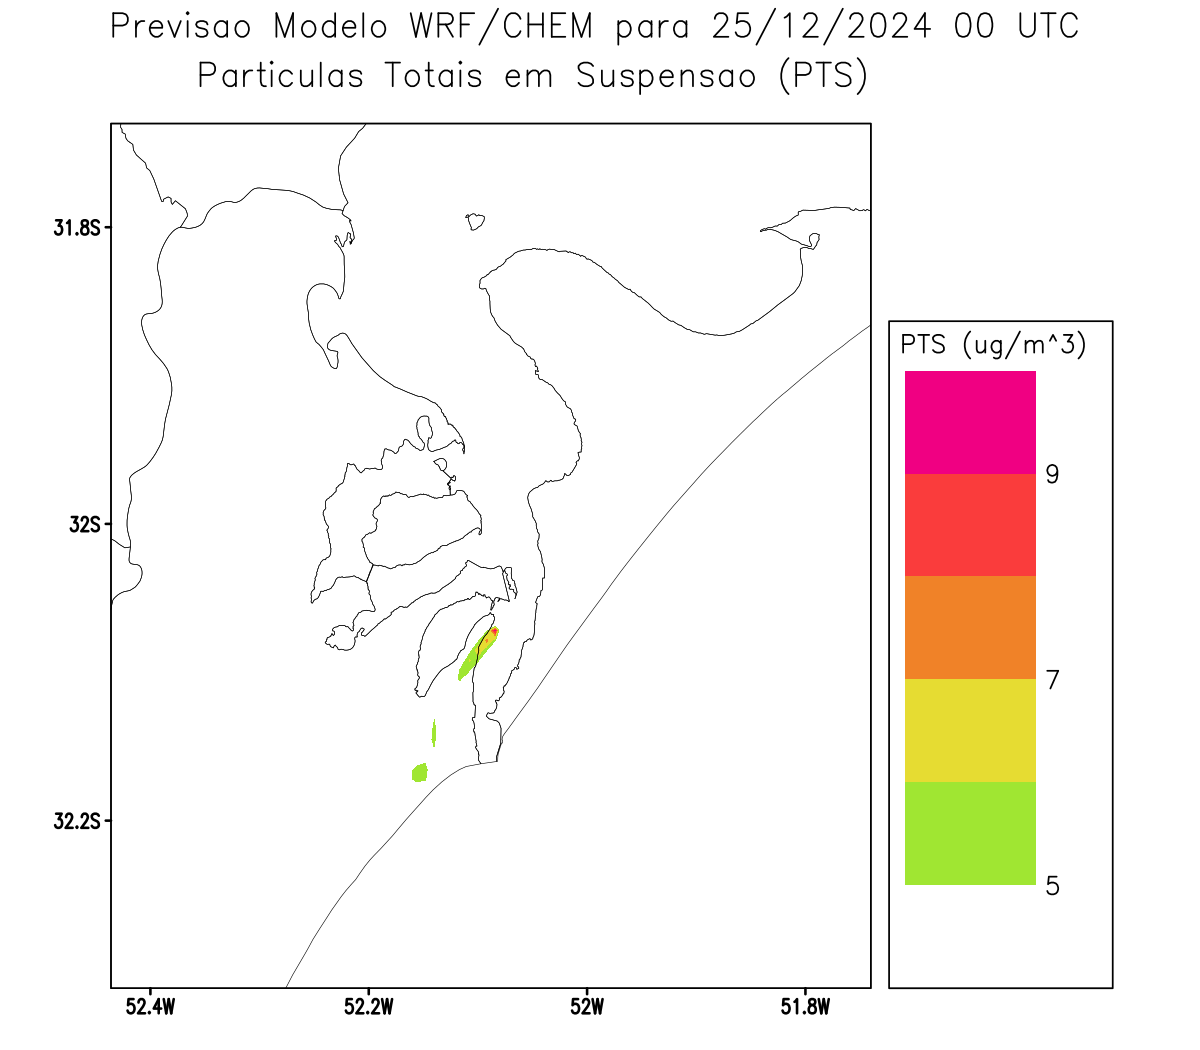 Previsao Modelo WRF/CHEM para 25/12/2024 00 UTC
Particulas Totais em Suspensao (PTS)
31.8S
32S
32.2S
52.4W
52.2W
52W
51.8W
PTS (ug/m^3)
9
7
5